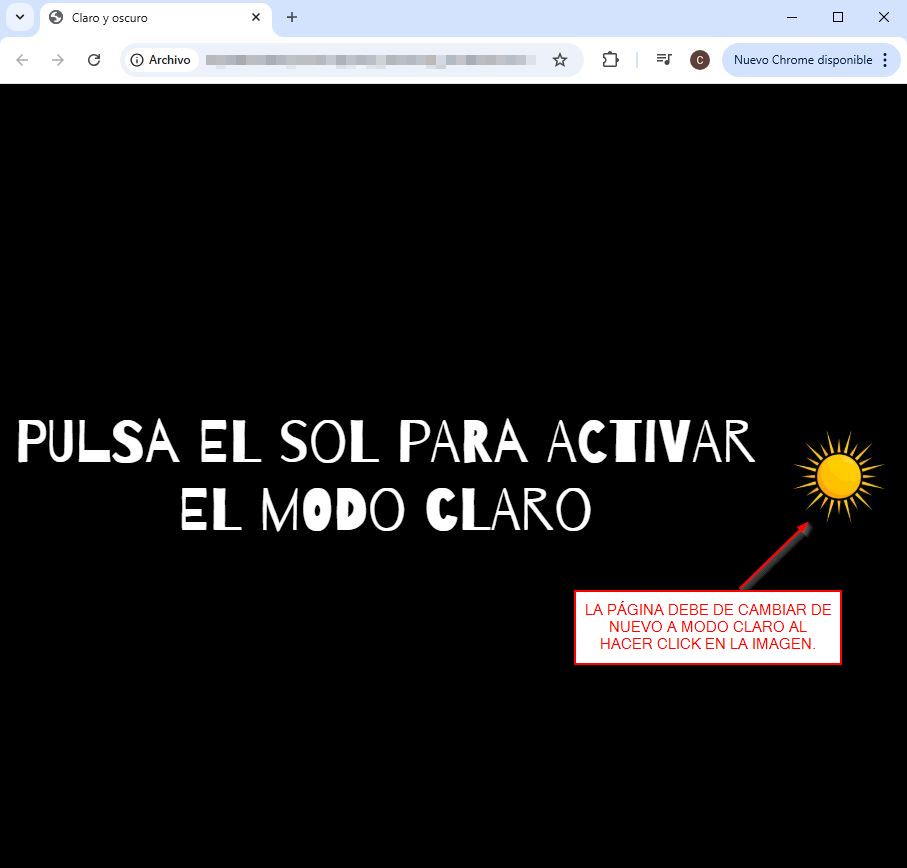 Claro y oscuro
Archivo
C
Nuevo Chrome disponible
PULSA EL SOL PARA ACTIVAR
EL MODO CLARO
LA PÁGINA DEBE DE CAMBIAR DE
NUEVO A MODO CLARO AL
HACER CLICK EN LA IMAGEN.